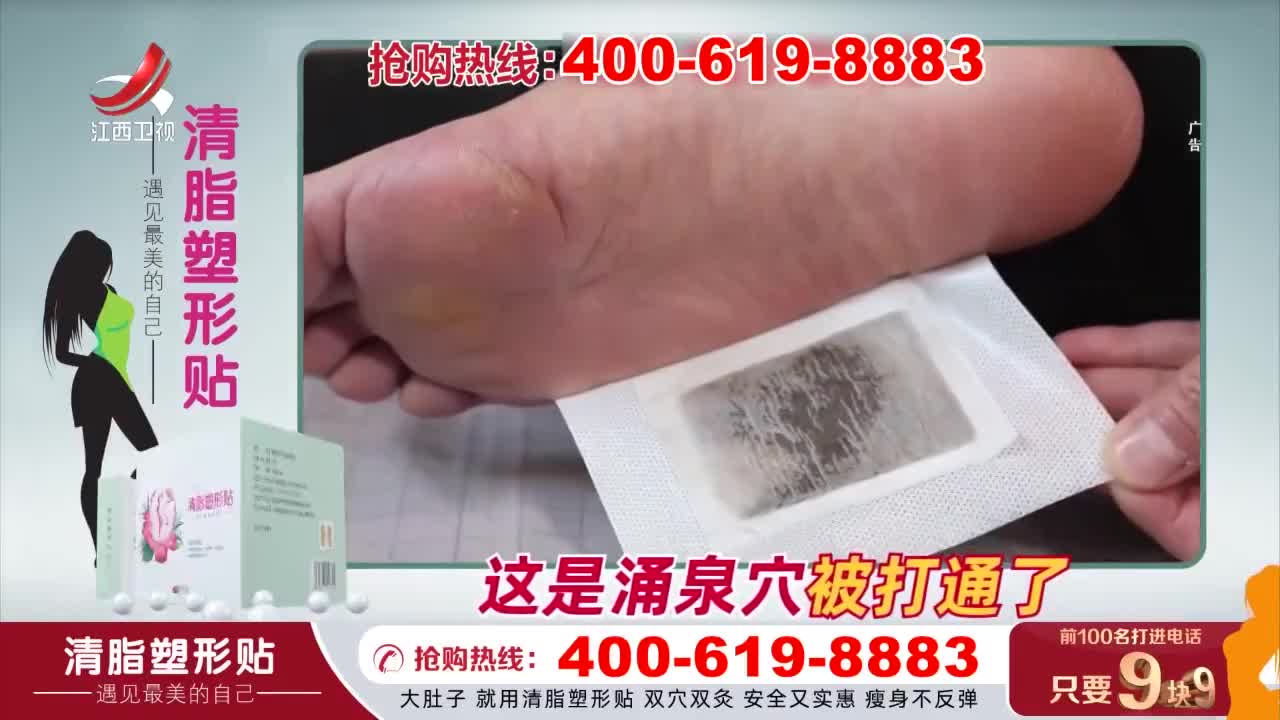 抢购热线:400-619-8883
江西卫视
广告
清脂塑形贴
遇见最美的自己
清脂塑形贴
这是涌泉穴被打通了
清脂塑形贴
遇见最美的自己
抢购热线: 400-619-8883
大肚子 就用清脂塑形贴 双穴双灸 安全又实惠 瘦身不反弹
前100名打进电话
只要9块9